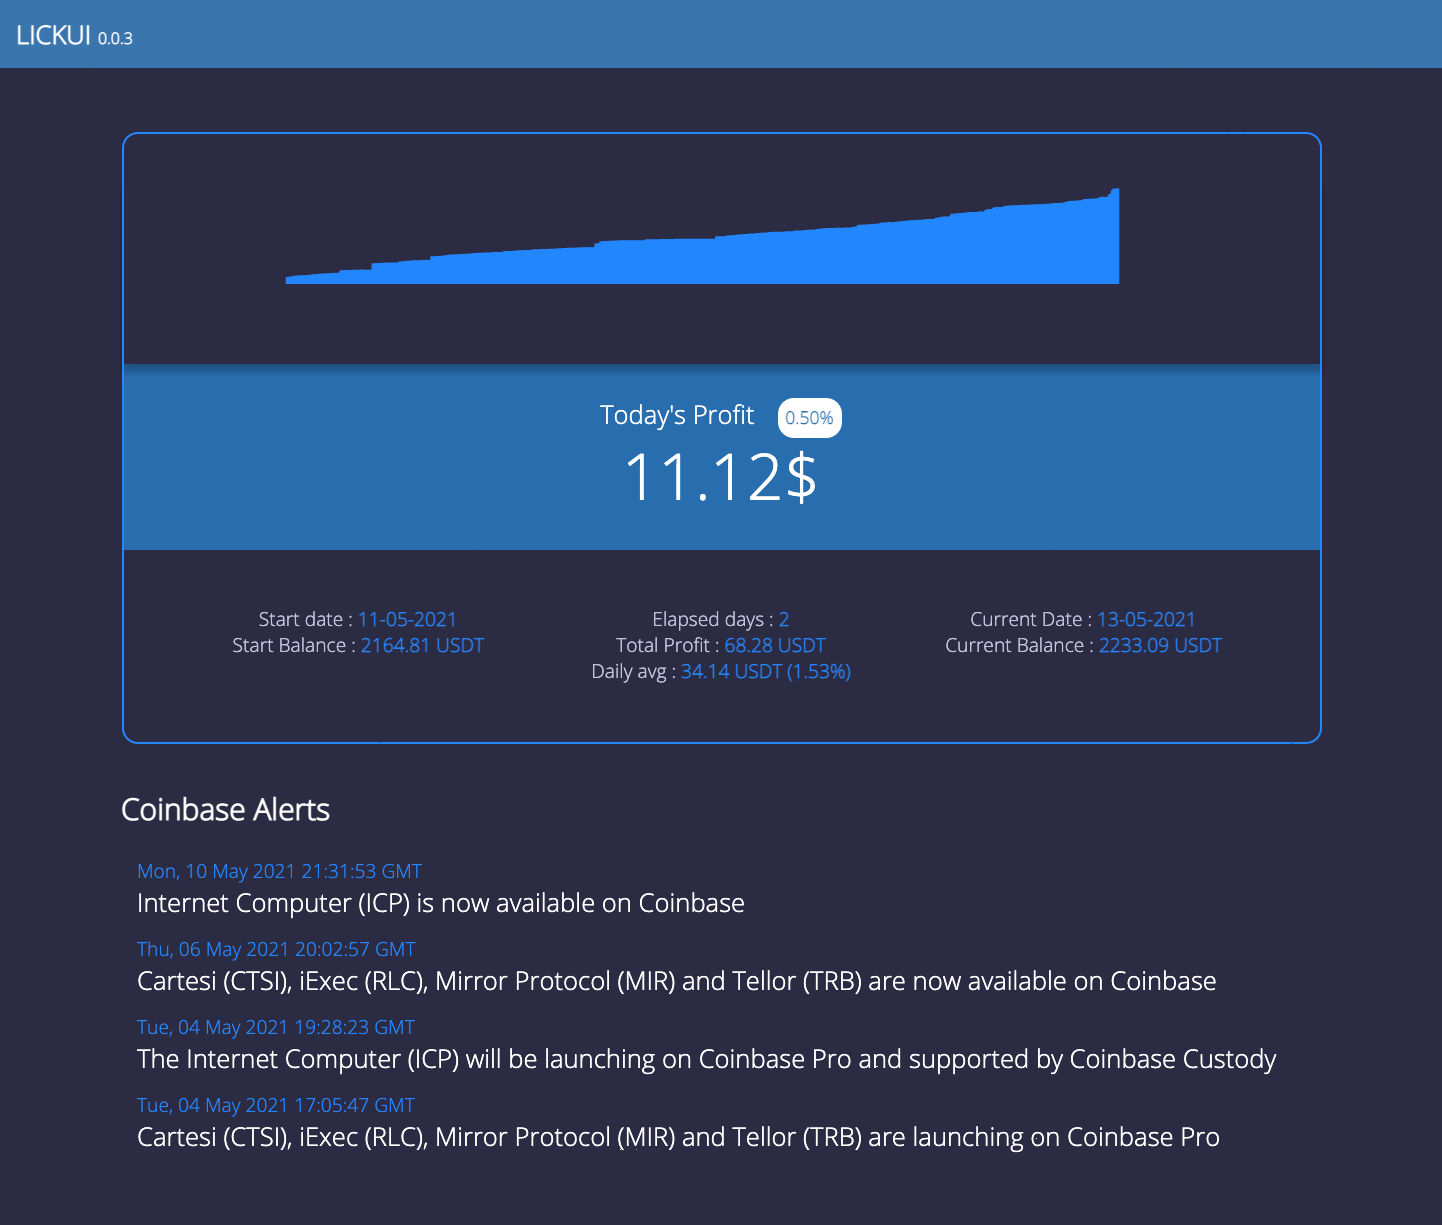 LICKUI 0.0.3
Today's Profit 0.50%
11.12$
Start date : 11-05-2021
Start Balance : 2164.81 USDT
Elapsed days : 2
Total Profit : 68.28 USDT
Daily avg : 34.14 USDT (1.53%)
Current Date : 13-05-2021
Current Balance : 2233.09 USDT
Coinbase Alerts
Mon, 10 May 2021 21:31:53 GMT
Internet Computer (ICP) is now available on Coinbase
Thu, 06 May 2021 20:02:57 GMT
Cartesi (CTSI), iExec (RLC), Mirror Protocol (MIR) and Tellor (TRB) are now available on Coinbase
Tue, 04 May 2021 19:28:23 GMT
The Internet Computer (ICP) will be launching on Coinbase Pro and supported by Coinbase Custody
Tue, 04 May 2021 17:05:47 GMT
Cartesi (CTSI), iExec (RLC), Mirror Protocol (MIR) and Tellor (TRB) are launching on Coinbase Pro